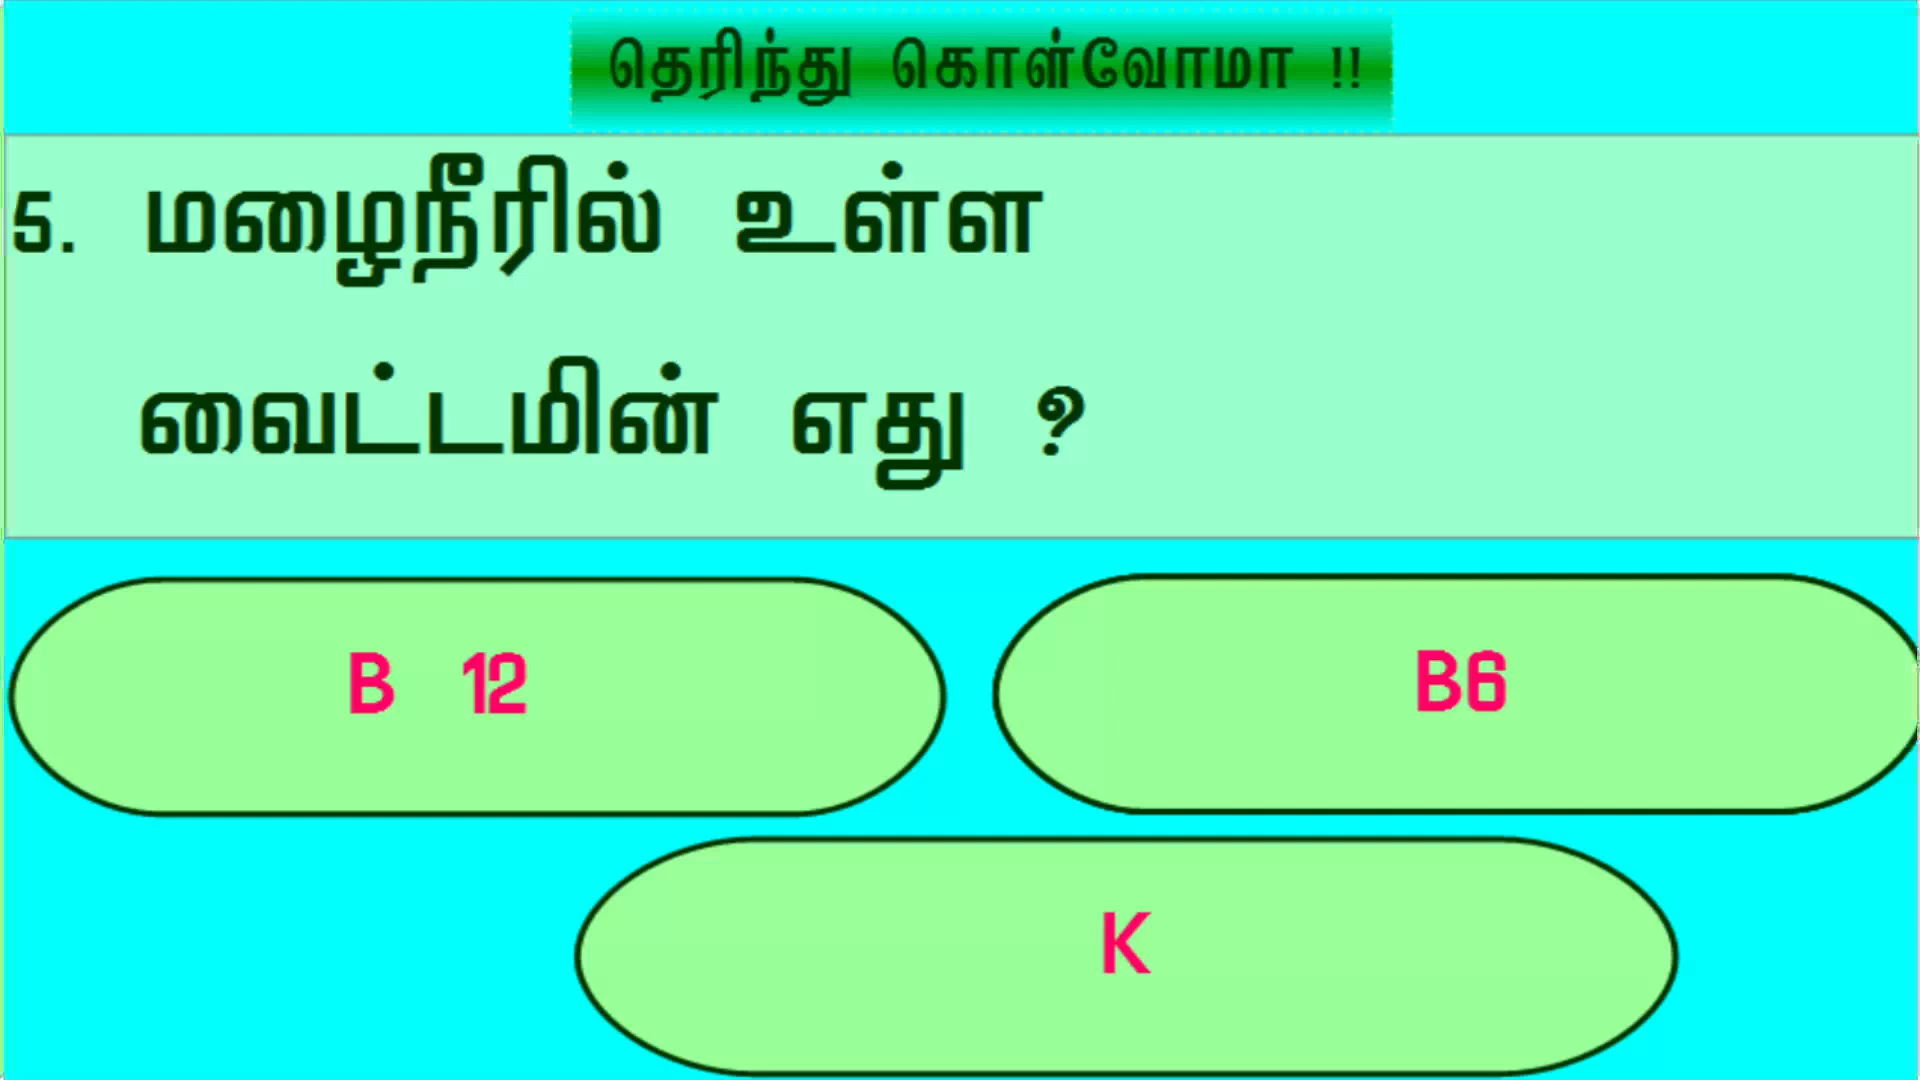 தெரிந்து கொள்வோமா !!
5. மழைநீரில் உள்ள
வைட்டமின் எது ?
B 12
B6
K